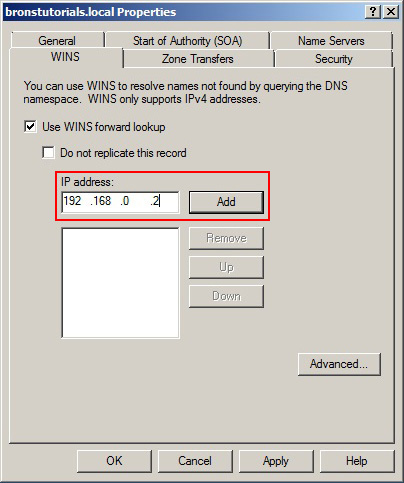 bronstutorials.local Properties
General Start of Authority (SOA) Name Servers
WINS Zone Transfers Security
You can use WINS to resolve names not found by querying the DNS
namespace. WINS only supports IPv4 addresses.
Use WINS forward lookup
Do not replicate this record
IP address:
192 .168 .0 .2 Add
Remove
Up
Down
Advanced...
OK Cancel Apply Help